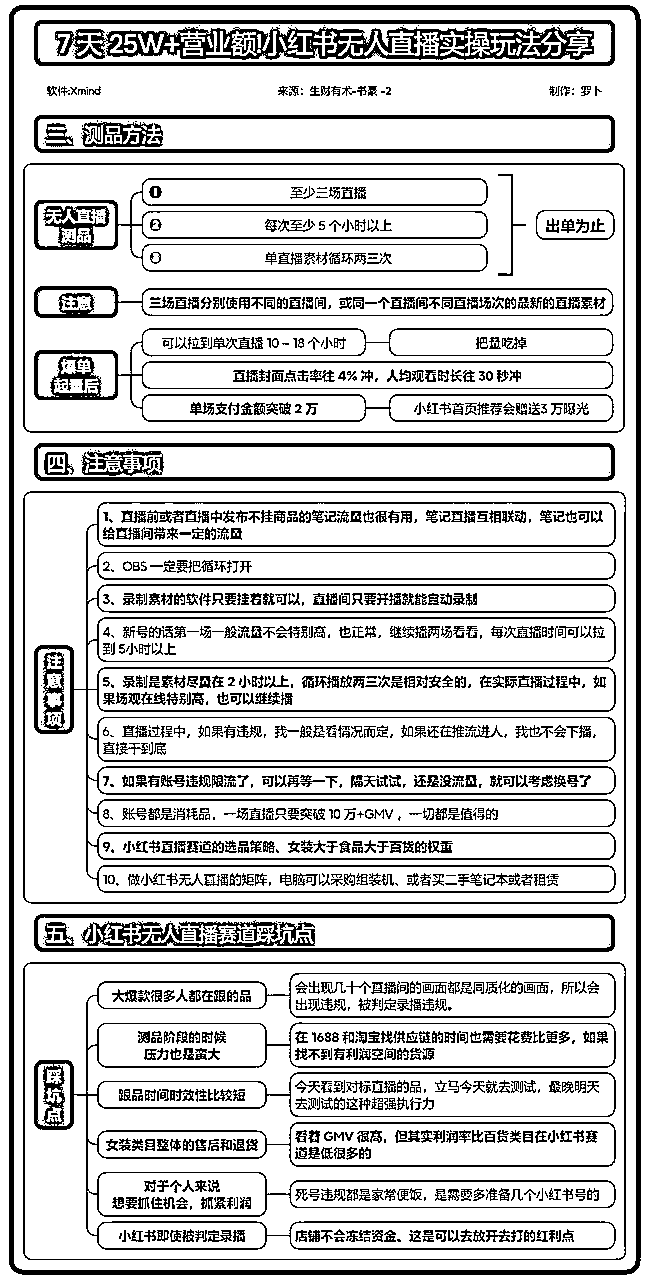 7天25W+营业额!小红书无人直播实操玩法分享
软件:Xmind
来源：生财有术-书豪 -2
制作：罗卜
三、测品方法
无人直播
测品
1
至少三场直播
2
每次至少 5 个小时以上
3
单直播素材循环两三次
出单为止
注意
三场直播分别使用不同的直播间，或同一个直播间不同直播场次的最新的直播素材
爆单
起量后
可以拉到单次直播 10 – 18 个小时
把品吃掉
直播封面点击率往 4% 冲，人均观看时长往 30 秒冲
单场支付金额突破 2 万
小红书首页推荐会赠送3 万曝光
四、注意事项
注意事项
1、直播前或者直播中发布不挂商品的笔记流量也很有用，笔记直播互相联动，笔记也可以
给直播间带来一定的流量
2、OBS 一定要把循环打开
3、录制素材的软件只要挂着就可以，直播间只要开播就能自动录制
4、新号的话第一场一般流量不会特别高，也正常，继续播两场看看，每次直播时间可以拉
到 5小时以上
5、录制是素材尽量在 2 小时以上，循环播放两三次是相对安全的，在实际直播过程中，如
果场观在线特别高，也可以继续播
6、直播过程中，如果有违规，我一般是看情况而定，如果还在推流进人，我也不会下播，
直接干到底
7、如果有账号违规限流了，可以再等一下，隔天试试，还是没流量，就可以考虑换号了
8、账号都是消耗品，一场直播只要突破 10 万+GMV ，一切都是值得的
9、小红书直播赛道的选品策略、女装大于食品大于百货的权重
10、做小红书无人直播的矩阵，电脑可以采购组装机、或者买二手笔记本或者租赁
五、小红书无人直播赛道踩坑点
踩坑点
大爆款很多人都在跟的品
会出现几十个直播间的画面都是同质化的画面，所以会
出现违规，被判定录播违规。
测品阶段的时候
压力也是蛮大
在 1688 和淘宝找供应链的时间也需要花费比更多，如果
找不到有利润空间的货源
跟品时间时效性比较短
今天看到对标直播的品，立马今天就去测试，最晚明天
去测试的这种超强执行力
女装类目整体的售后和退货
看着 GMV 很高，但其实利润率比百货类目在小红书赛
道是低很多的
对于个人来说
想要抓住机会，抓紧利润
死号违规都是家常便饭，是需要多准备几个小红书号的
小红书即使被判定录播
店铺不会冻结资金、这是可以去放开去打的红利点